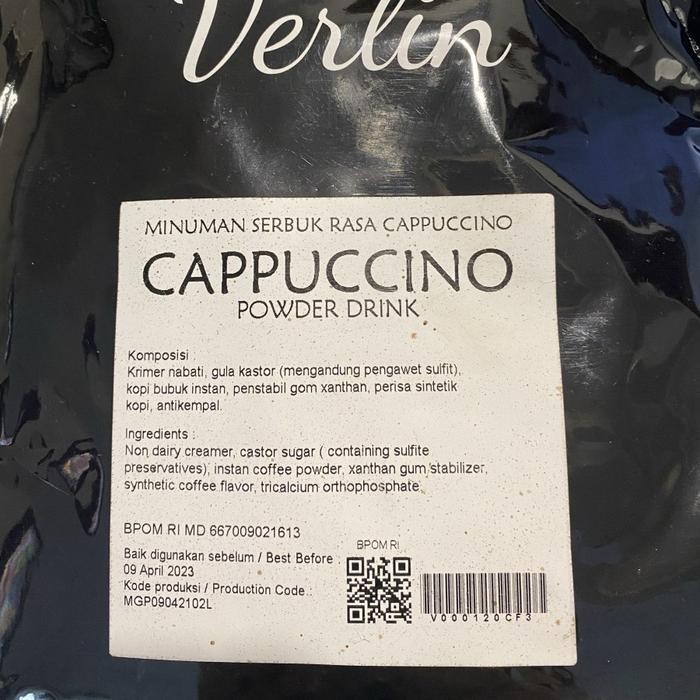 Verlin
MINUMAN SERBUK RASA CAPPUCCINO
CAPPUCCINO
POWDER DRINK
Komposisi :
Krimer nabati, gula kastor (mengandung pengawet sulfit),
kopi bubuk instan, penstabil gom xanthan, perisa sintetik
kopi, antikempal.
Ingredients :
Non dairy creamer, castor sugar ( containing sulfite
preservatives), instan coffee powder, xanthan gum stabilizer,
synthetic coffee flavor, tricalcium orthophosphate.
BPOM RI MD 667009021613
Baik digunakan sebelum / Best Before
09 April 2023
Kode produksi / Production Code.:
MGP09042102L
BPOM RI
V000120CF3